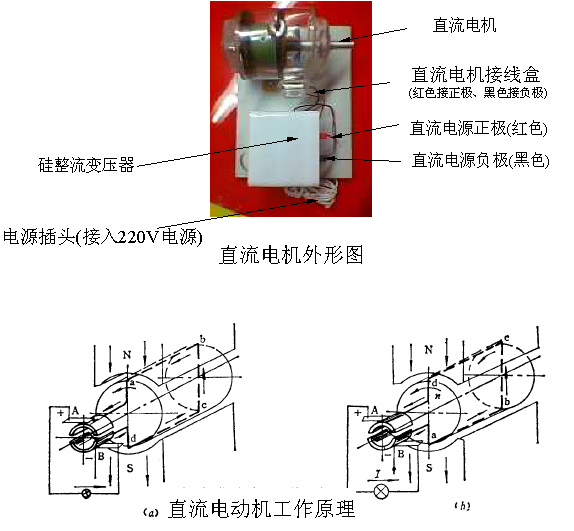 直流电机
直流电机接线盒
(红色接正极、黑色接负极)
直流电源正极(红色)
硅整流变压器
直流电源负极(黑色)
电源插头(接入220V电源)
直流电机外形图
N
a
b
c
d
+
A
-
B
S
(a)
直流电动机工作原理
N
d
n
e
b
a
+
A
-
B
I
S
(b)